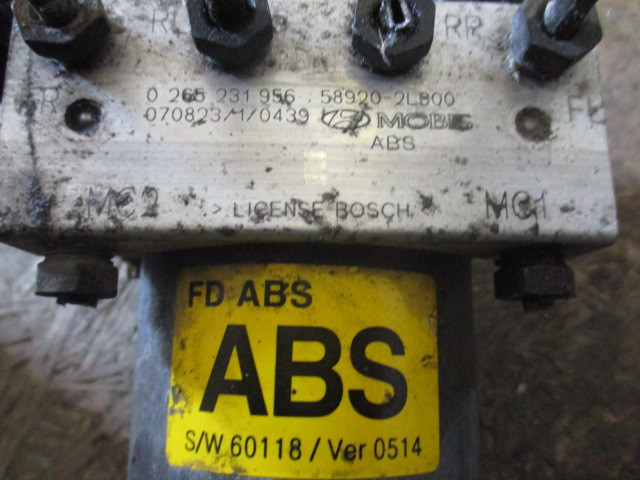 RR
0 265 231 956 58920-2L800
070823/1/0439 MOBIS
ABS
MC2 > LICENSE BOSCH < MC1
FD ABS
ABS
S/W 60118 / Ver 0514